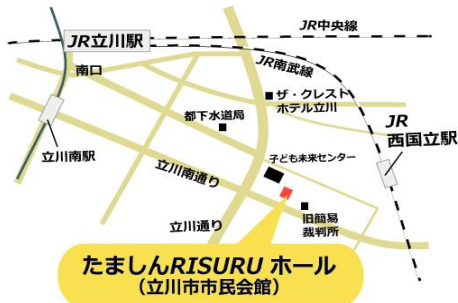 JR中央線
JR立川駅
JR南武線
南口
ザ・クレスト
ホテル立川
都下水道局
JR
西国立駅
子ども未来センター
立川南駅
立川南通り
立川通り
旧簡易
裁判所
たましんRISURU ホール
（立川市市民会館）